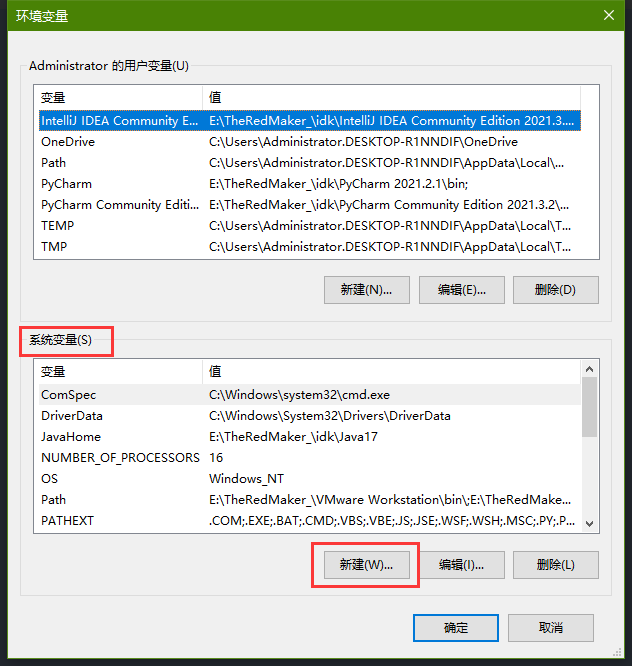 环境变量
Administrator 的用户变量(U)
变量 值
IntelliJ IDEA Community E... E:\TheRedMaker_\idk\IntelliJ IDEA Community Edition 2021.3....
OneDrive C:\Users\Administrator.DESKTOP-R1NNDIF\OneDrive
Path C:\Users\Administrator.DESKTOP-R1NNDIF\AppData\Local\...
PyCharm E:\TheRedMaker_\idk\PyCharm 2021.2.1\bin;
PyCharm Community Editi... E:\TheRedMaker_\idk\PyCharm Community Edition 2021.3.2\...
TEMP C:\Users\Administrator.DESKTOP-R1NNDIF\AppData\Local\T...
TMP C:\Users\Administrator.DESKTOP-R1NNDIF\AppData\Local\T...
新建(N)... 编辑(E)... 删除(D)
系统变量(S)
变量 值
ComSpec C:\Windows\system32\cmd.exe
DriverData C:\Windows\System32\Drivers\DriverData
JavaHome E:\TheRedMaker_\idk\Java17
NUMBER_OF_PROCESSORS 16
OS Windows_NT
Path E:\TheRedMaker_\VMware Workstation\bin\;E:\TheRedMake...
PATHEXT .COM;.EXE;.BAT;.CMD;.VBS;.VBE;.JS;.JSE;.WSF;.WSH;.MSC;.PY;.P...
新建(W)... 编辑(I)... 删除(L)
确定 取消